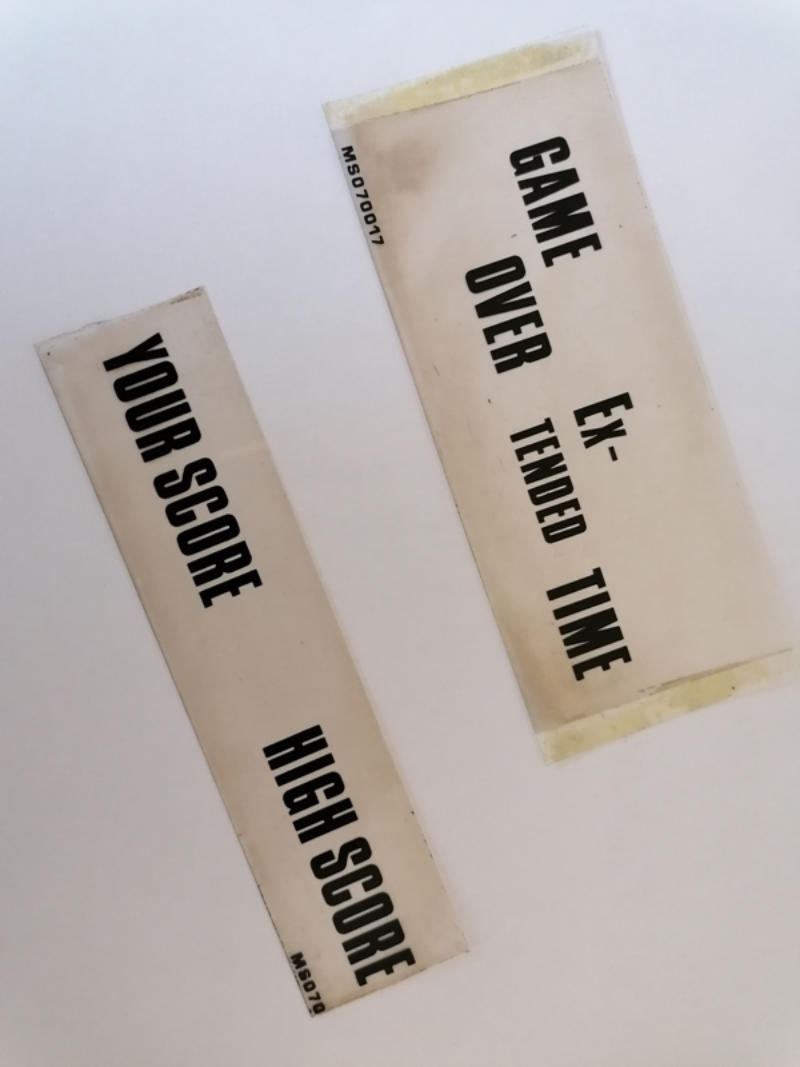 MS070017
GAME
OVER
Ex-
TENDED
TIME
YOUR SCORE
HIGH SCORE
MS070